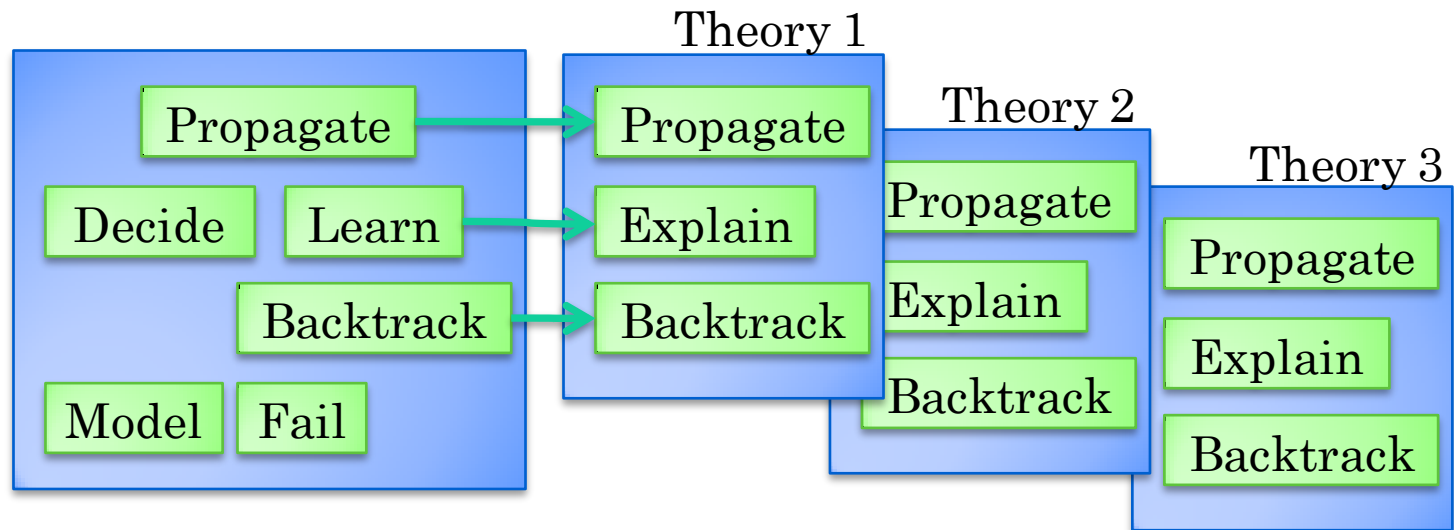 Propagate
Decide
Learn
Backtrack
Model
Fail
Theory 1
Propagate
Explain
Backtrack
Theory 2
Propagate
Explain
Backtrack
Theory 3
Propagate
Explain
Backtrack